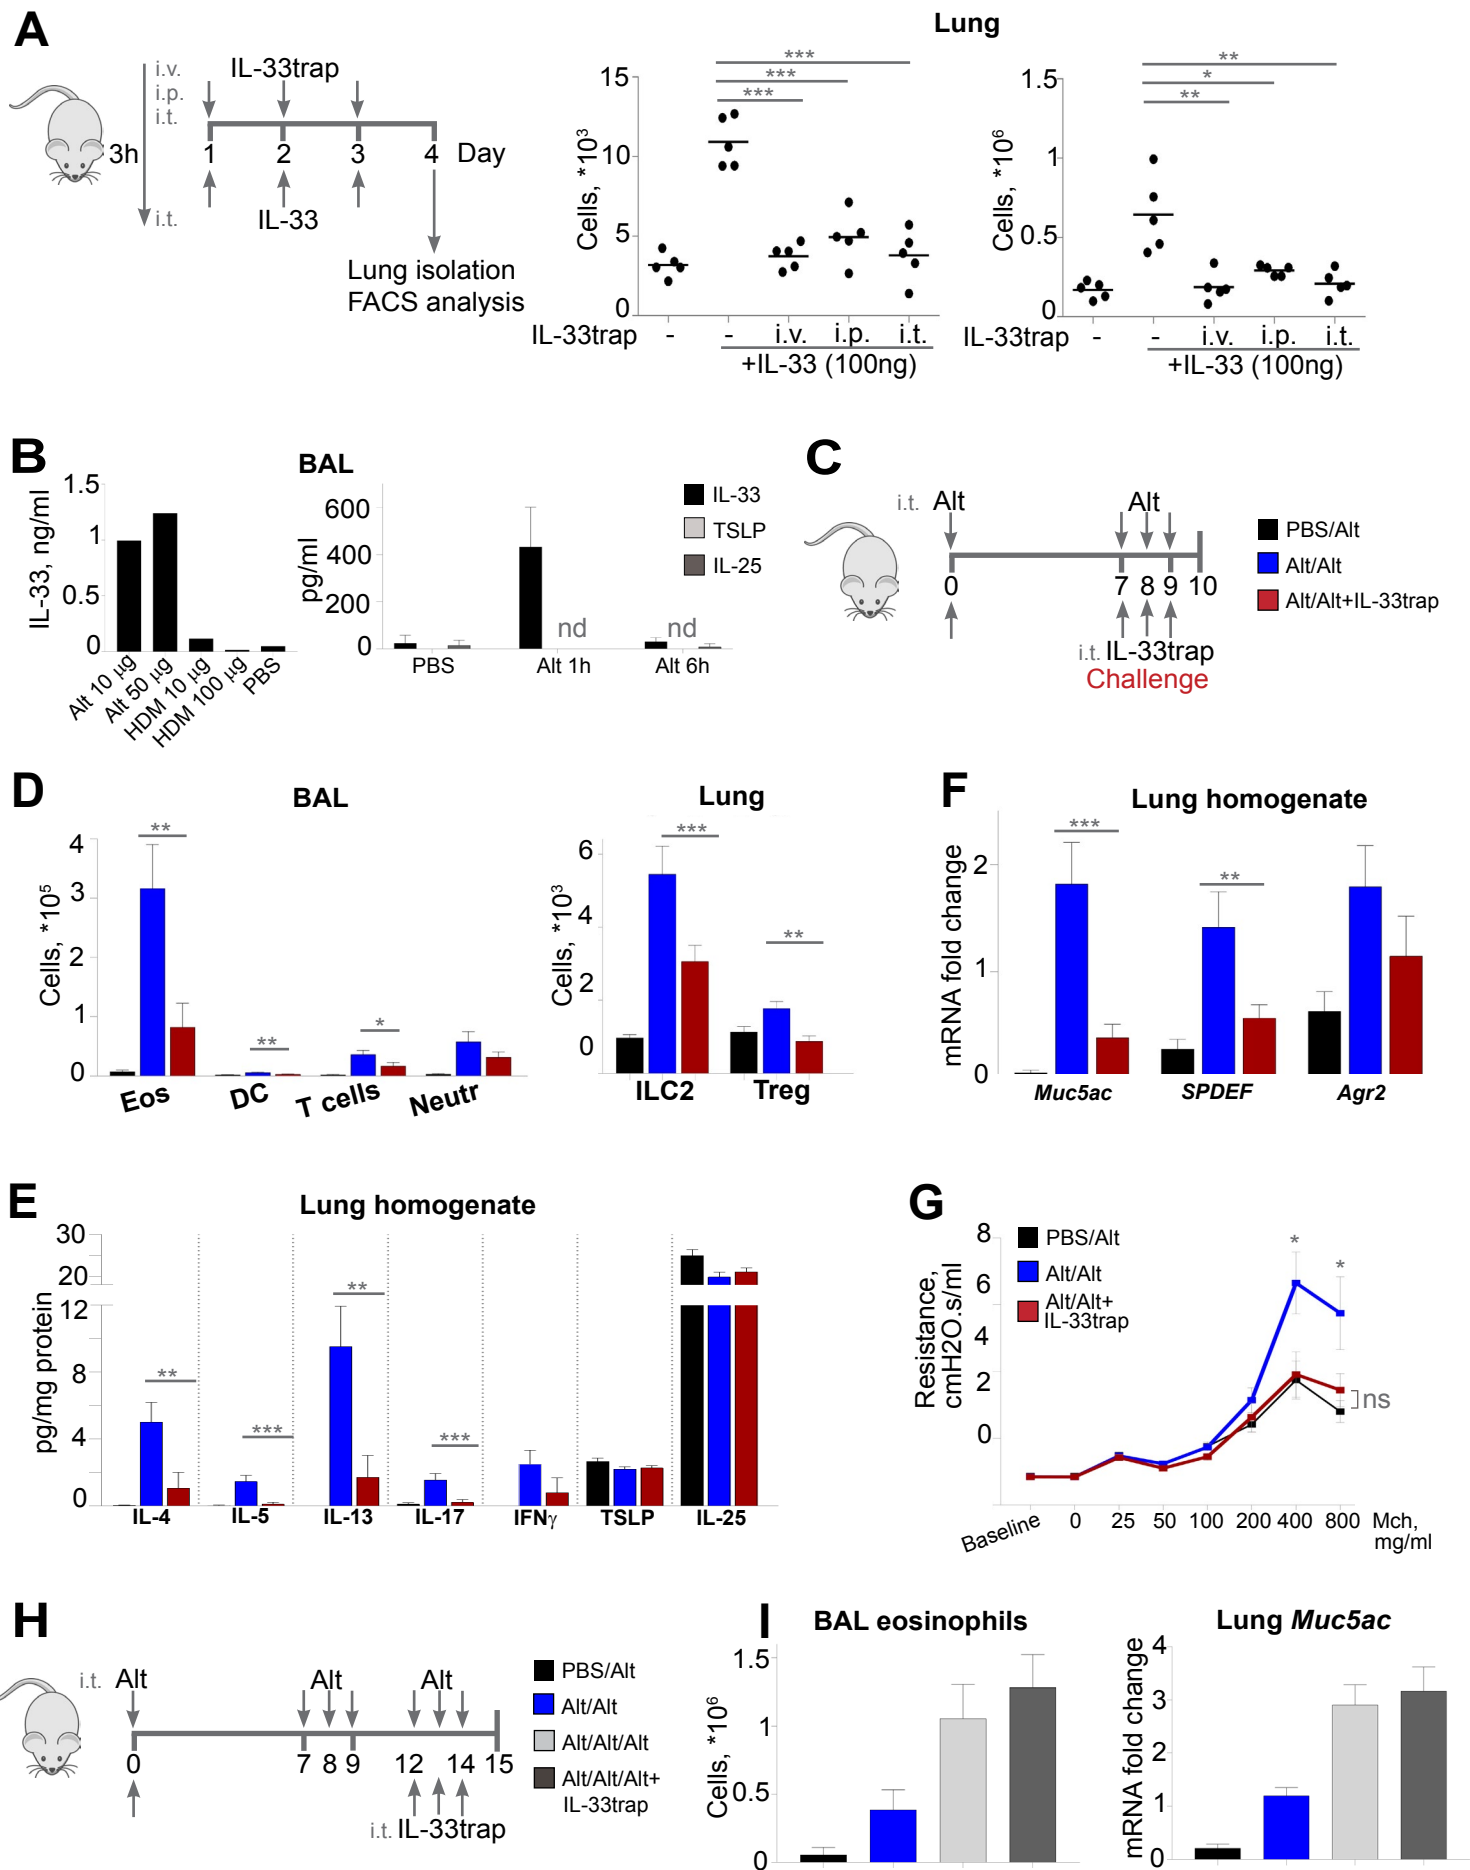 A
i.v.
i.p.
i.t.
IL-33trap
3h
1 2 3 4 Day
i.t.
IL-33
Lung isolation
FACS analysis
Lung
Cells, *10³
15
10
5
0
***
***
***
IL-33trap - - i.v. i.p. i.t.
+IL-33 (100ng)
Cells, *10⁶
1.5
1
0.5
0
**
*
**
IL-33trap - - i.v. i.p. i.t.
+IL-33 (100ng)
B
IL-33, ng/ml
1.5
1
0.5
0
Alt 10 µg
Alt 50 µg
HDM 10 µg
HDM 100 µg
PBS
BAL
pg/ml
600
400
200
0
nd
nd
PBS Alt 1h Alt 6h
IL-33
TSLP
IL-25
C
i.t. Alt Alt
0 7 8 9 10
i.t. IL-33trap
Challenge
PBS/Alt
Alt/Alt
Alt/Alt+IL-33trap
D
BAL
Cells, *10⁵
4
3
2
1
0
**
**
*
Eos DC T cells Neutr
Lung
Cells, *10³
6
4
2
0
***
**
ILC2 Treg
F
Lung homogenate
mRNA fold change
2
1
0
***
**
Muc5ac SPDEF Agr2
E
Lung homogenate
pg/mg protein
30
20
12
8
4
0
**
***
**
***
IL-4 IL-5 IL-13 IL-17 IFNγ TSLP IL-25
G
Resistance,
cmH2O.s/ml
8
6
4
2
0
PBS/Alt
Alt/Alt
Alt/Alt+
IL-33trap
*
*
ns
Baseline 0 25 50 100 200 400 800 Mch,
mg/ml
H
i.t. Alt Alt Alt
0 7 8 9 12 14 15
i.t. IL-33trap
PBS/Alt
Alt/Alt
Alt/Alt/Alt
Alt/Alt/Alt+
IL-33trap
I
BAL eosinophils
Cells, *10⁶
1.5
1
0.5
0
Lung Muc5ac
mRNA fold change
4
3
2
1
0